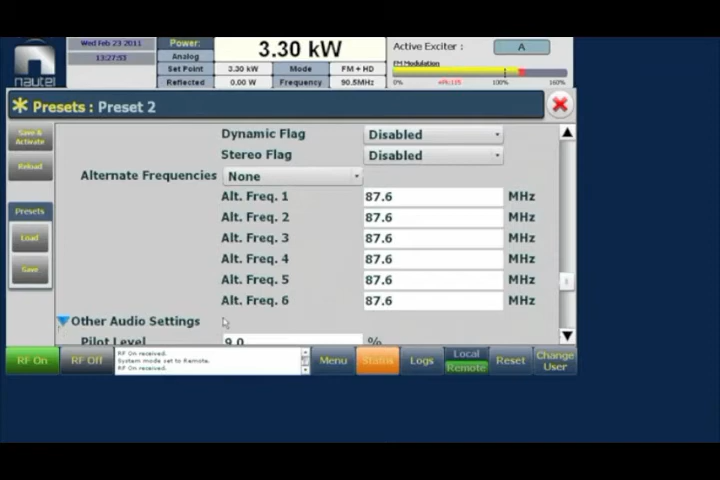 Wed Feb 23 2011
13:27:53
nautel
Power:
Analog
Set Point
Reflected
3.30 kW
3.30 kW
Mode
FM + HD
0.00 W
Frequency
90.5MHz
Active Exciter :
A
FM Modulation
0%
100%
160%
Presets : Preset 2
Save &
Activate
Reload
Presets
Load
Save
Dynamic Flag
Disabled
Stereo Flag
Disabled
Alternate Frequencies
None
Alt. Freq. 1
87.6
MHz
Alt. Freq. 2
87.6
MHz
Alt. Freq. 3
87.6
MHz
Alt. Freq. 4
87.6
MHz
Alt. Freq. 5
87.6
MHz
Alt. Freq. 6
87.6
MHz
Other Audio Settings
Pilot Level
9.0
%
RF On
RF Off
RF On received.
System mode set to Remote.
RF On received.
Menu
Status
Logs
Local
Remote
Reset
Change
User